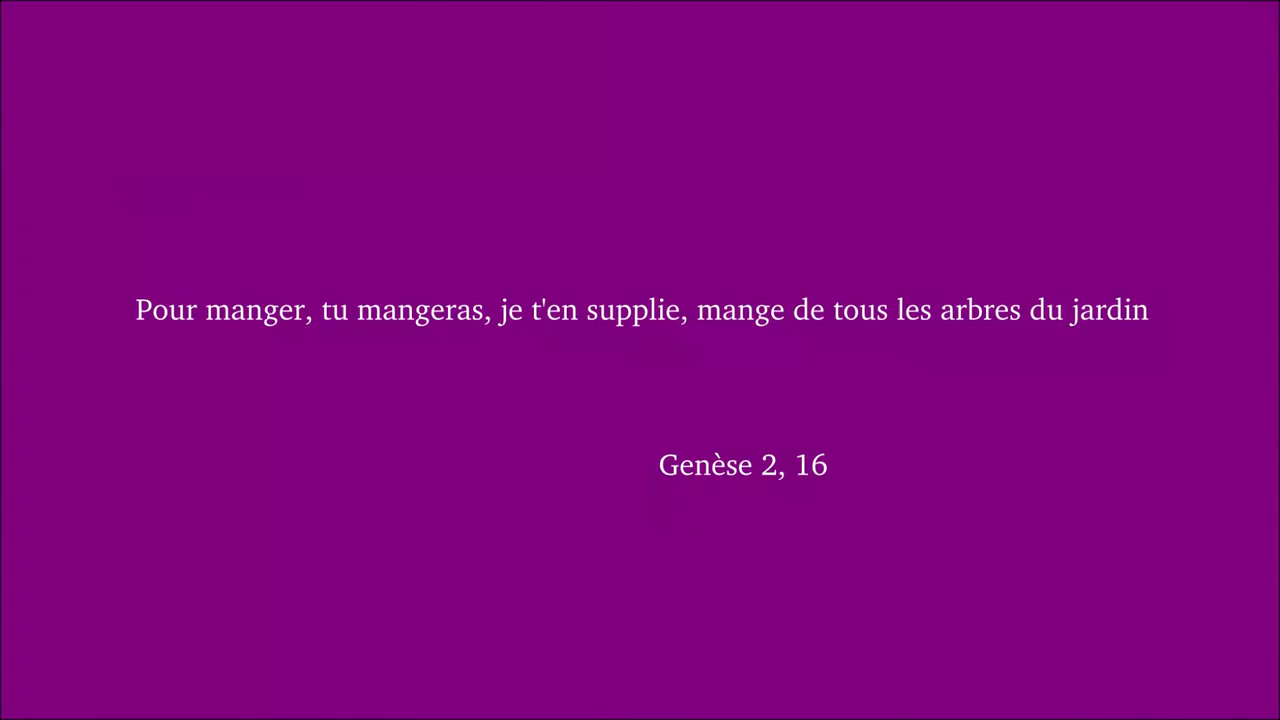 Pour manger, tu mangeras, je t'en supplie, mange de tous les arbres du jardin
Genèse 2, 16